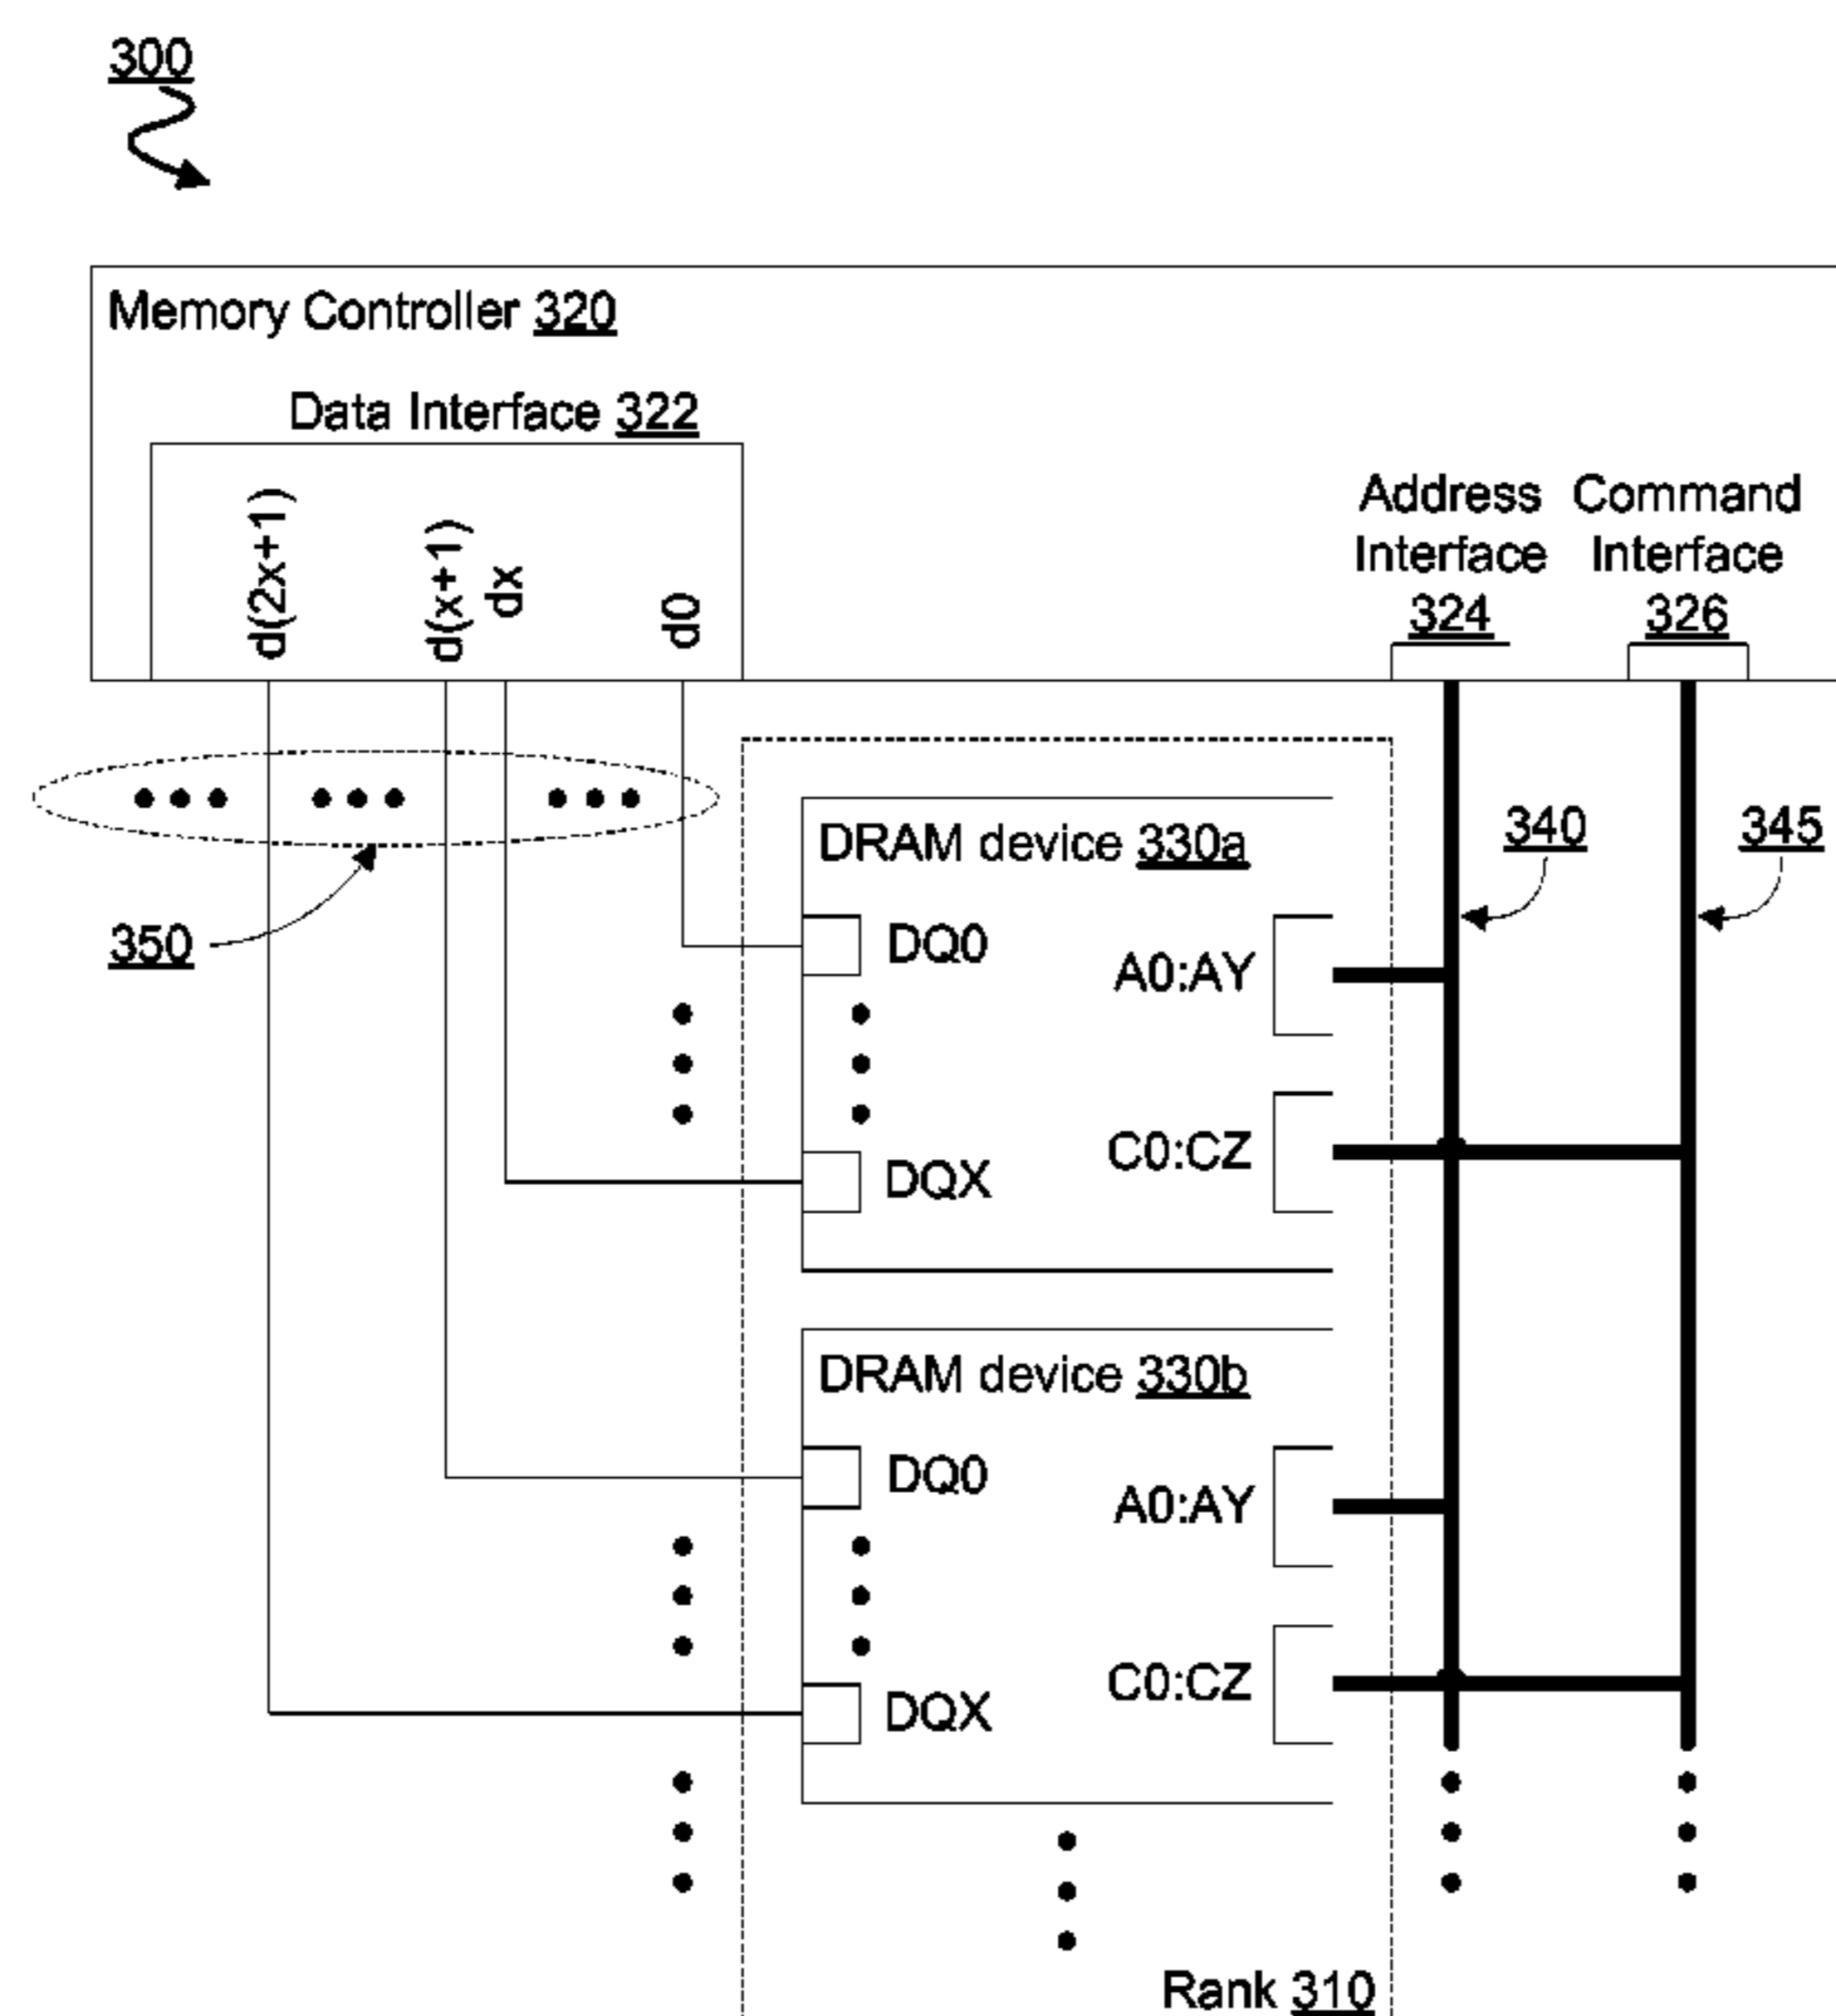 300
Memory Controller 320
Data Interface 322
d(2x+1)
d(x+1)
dx
d0
Address
Interface
324
Command
Interface
326
350
DRAM device 330a
340
345
DQ0
A0:AY
C0:CZ
DQX
DRAM device 330b
DQ0
A0:AY
C0:CZ
DQX
Rank 310